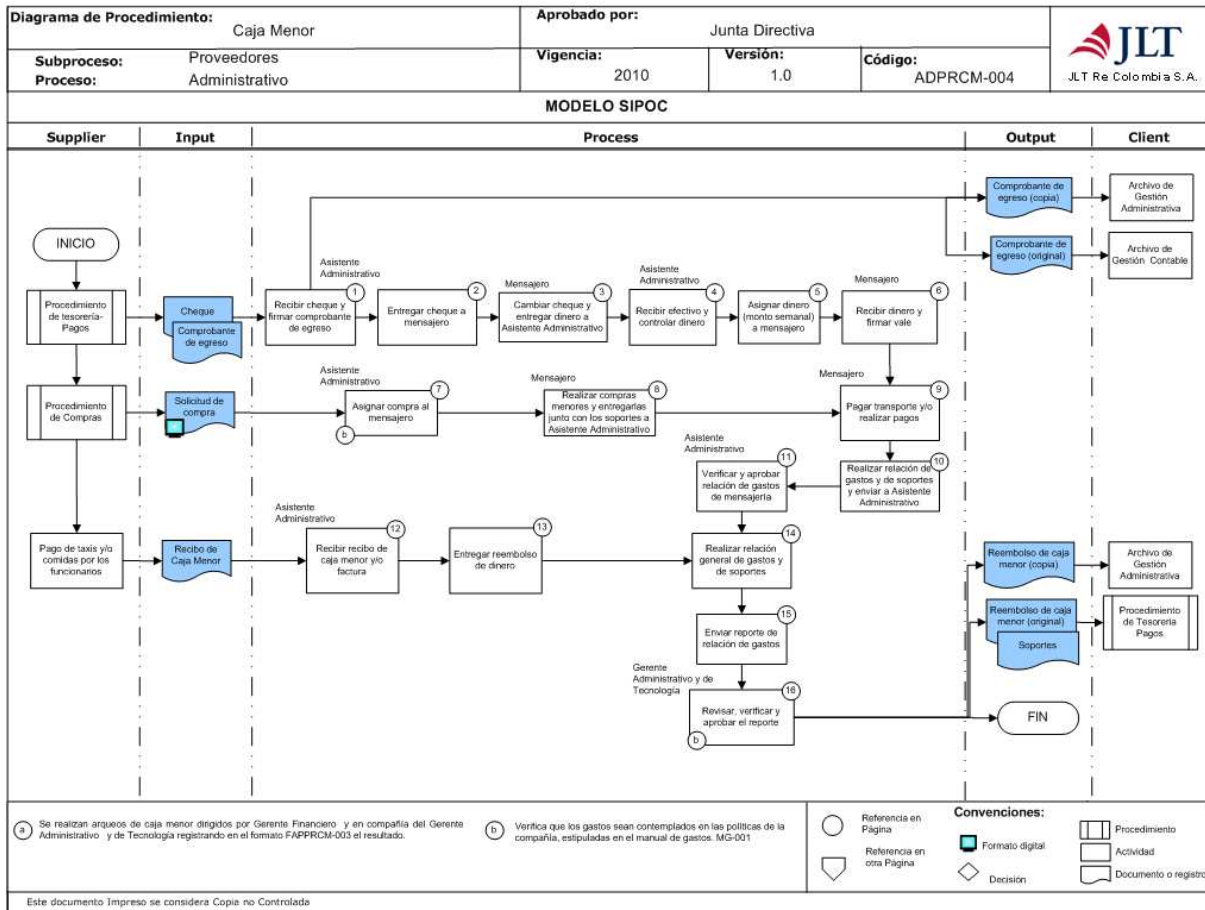 Diagrama de Procedimiento:
Caja Menor
Aprobado por:
Junta Directiva
Subproceso:
Proveedores
Proceso:
Administrativo
Vigencia:
2010
Versión:
1.0
Código:
ADPRCM-004
JLT
JLT Re Colombia S.A.
MODELO SIPOC
Supplier
Input
Process
Output
Client
Comprobante de
egreso (copia)
Archivo de
Gestión
Administrativa
INICIO
Comprobante de
egreso (original)
Archivo de
Gestión Contable
Procedimiento
de tesorería-
Pagos
Cheque
Comprobante
de egreso
Asistente
Administrativo
1
Recibir cheque y
firmar comprobante
de egreso
2
Entregar cheque a
mensajero
Mensajero
3
Cambiar cheque y
entregar dinero a
Asistente Administrativo
Asistente
Administrativo
4
Recibir efectivo y
controlar dinero
5
Asignar dinero
(monto semanal)
a mensajero
Mensajero
6
Recibir dinero y
firmar vale
Procedimiento
de Compras
Solicitud de
compra
Asistente
Administrativo
7
Asignar compra al
mensajero
b
Mensajero
8
Realizar compras
menores y entregarlas
junto con los soportes a
Asistente Administrativo
Mensajero
9
Pagar transporte y/o
realizar pagos
10
Realizar relación de
gastos y de soportes
y enviar a Asistente
Administrativo
Asistente
Administrativo
11
Verificar y aprobar
relación de gastos
de mensajería
Pago de taxis y/o
comidas por los
funcionarios
Recibo de
Caja Menor
Asistente
Administrativo
12
Recibir recibo de
caja menor y/o
factura
13
Entregar reembolso
de dinero
14
Realizar relación
general de gastos y
de soportes
Reembolso de caja
menor (copia)
Archivo de
Gestión
Administrativa
15
Enviar reporte de
relación de gastos
Reembolso de caja
menor (original)
Soportes
Procedimiento
de Tesoreria
Pagos
Gerente
Administrativo y de
Tecnología
16
Revisar, verificar y
aprobar el reporte
b
FIN
a
Se realizan arqueos de caja menor dirigidos por Gerente Financiero y en compañía del Gerente
Administrativo y de Tecnología registrando en el formato FAPPRCM-003 el resultado.
b
Verifica que los gastos sean contemplados en las políticas de la
compañía, estipuladas en el manual de gastos. MG-001
Convenciones:
Referencia en
Página
Referencia en
otra Página
Formato digital
Decisión
Procedimiento
Actividad
Documento o registro
Este documento Impreso se considera Copia no Controlada